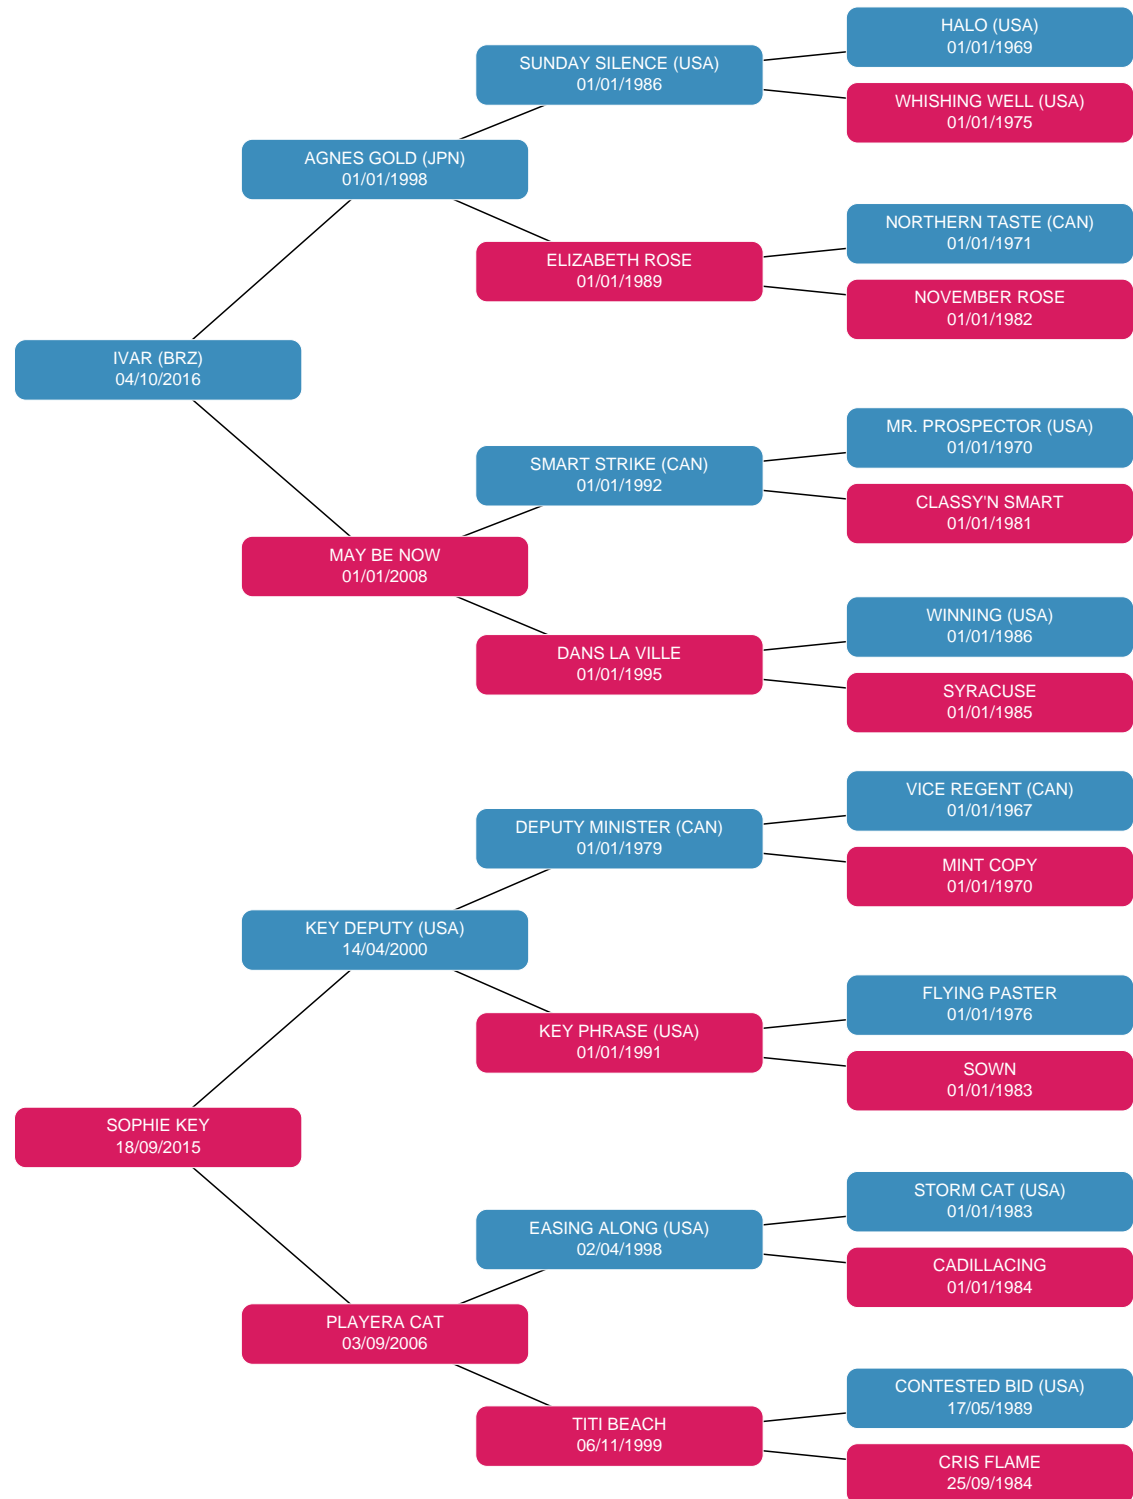 HALO (USA)
01/01/1969
SUNDAY SILENCE (USA)
01/01/1986
WHISHING WELL (USA)
01/01/1975
AGNES GOLD (JPN)
01/01/1998
NORTHERN TASTE (CAN)
01/01/1971
ELIZABETH ROSE
01/01/1989
NOVEMBER ROSE
01/01/1982
IVAR (BRZ)
04/10/2016
MR. PROSPECTOR (USA)
01/01/1970
SMART STRIKE (CAN)
01/01/1992
CLASSY'N SMART
01/01/1981
MAY BE NOW
01/01/2008
WINNING (USA)
01/01/1986
DANS LA VILLE
01/01/1995
SYRACUSE
01/01/1985
VICE REGENT (CAN)
01/01/1967
DEPUTY MINISTER (CAN)
01/01/1979
MINT COPY
01/01/1970
KEY DEPUTY (USA)
14/04/2000
FLYING PASTER
01/01/1976
KEY PHRASE (USA)
01/01/1991
SOWN
01/01/1983
SOPHIE KEY
18/09/2015
STORM CAT (USA)
01/01/1983
EASING ALONG (USA)
02/04/1998
CADILLACING
01/01/1984
PLAYERA CAT
03/09/2006
CONTESTED BID (USA)
17/05/1989
TITI BEACH
06/11/1999
CRIS FLAME
25/09/1984